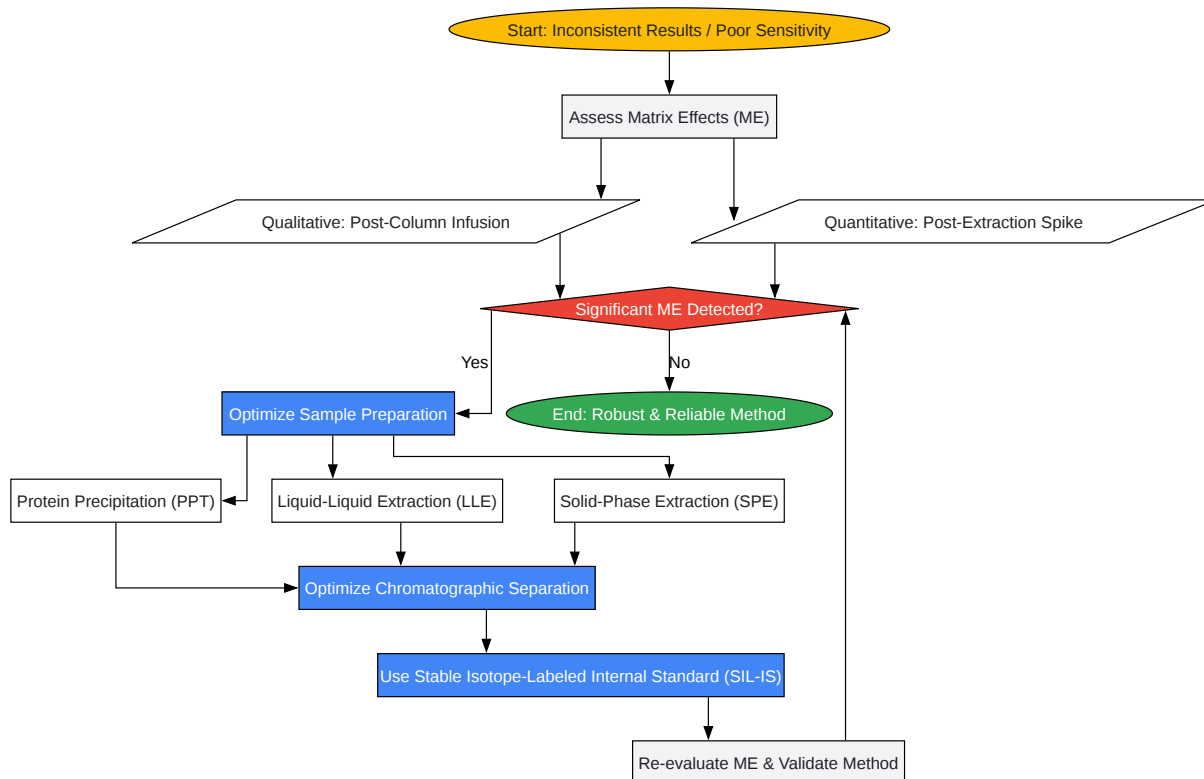 Start: Inconsistent Results / Poor Sensitivity
Assess Matrix Effects (ME)
Qualitative: Post-Column Infusion
Quantitative: Post-Extraction Spike
Significant ME Detected?
Yes
No
Optimize Sample Preparation
End: Robust & Reliable Method
Protein Precipitation (PPT)
Liquid-Liquid Extraction (LLE)
Solid-Phase Extraction (SPE)
Optimize Chromatographic Separation
Use Stable Isotope-Labeled Internal Standard (SIL-IS)
Re-evaluate ME & Validate Method